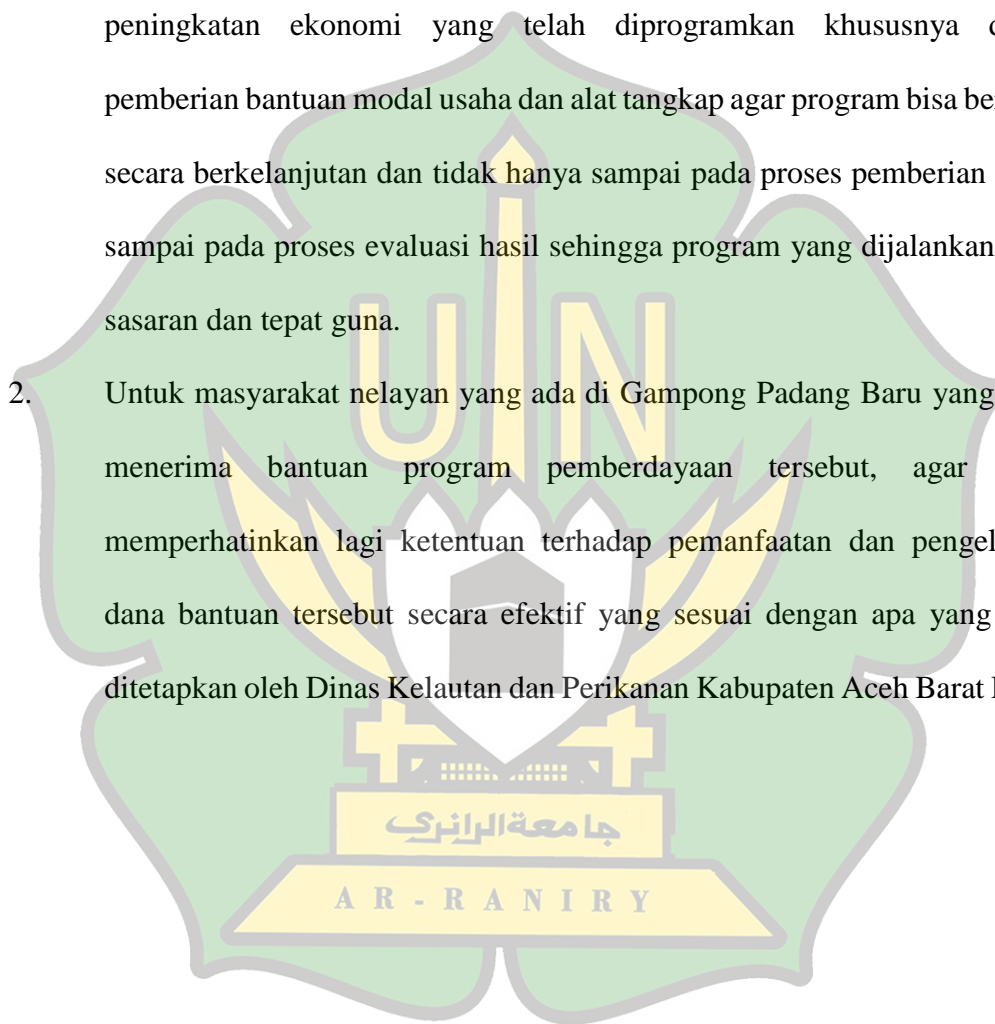 peningkatan ekonomi yang telah diprogramkan khususnya
pemberian bantuan modal usaha dan alat tangkap agar program bisa
secara berkelanjutan dan tidak hanya sampai pada proses pemberian
sampai pada proses evaluasi hasil sehingga program yang dijalankan
sasaran dan tepat guna.
2. Untuk masyarakat nelayan yang ada di Gampong Padang Baru yang
menerima bantuan program pemberdayaan tersebut, agar
memperhatinkan lagi ketentuan terhadap pemanfaatan dan
dana bantuan tersebut secara efektif yang sesuai dengan apa yang
ditetapkan oleh Dinas Kelautan dan Perikanan Kabupaten Aceh Barat
UIN
جامعةالرانري
AR-RANIRY